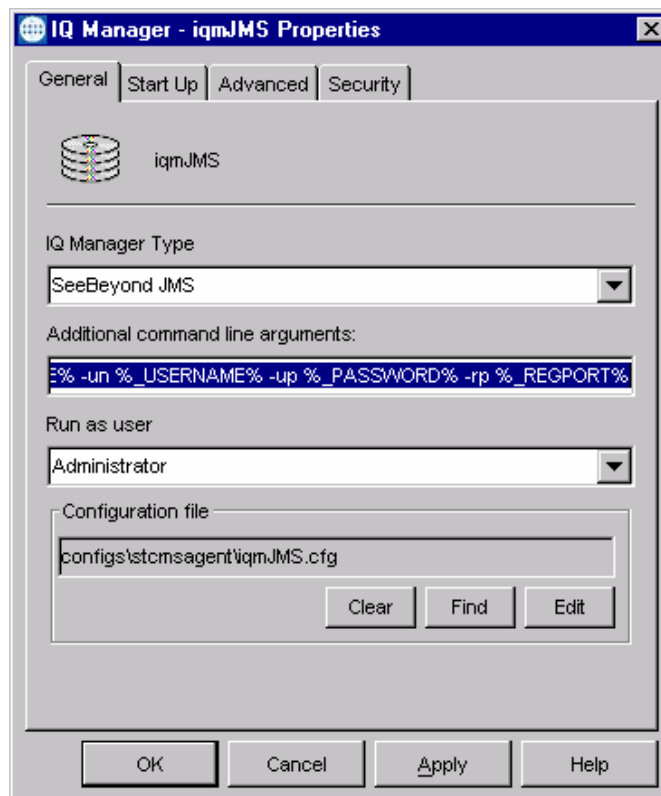 IQ Manager - iqmJMS Properties
General Start Up Advanced Security
iqmJMS
IQ Manager Type
SeeBeyond JMS
Additional command line arguments:
E% -un %_USERNAME% -up %_PASSWORD% -rp %_REGPORT%
Run as user
Administrator
Configuration file
configs\stcmsagent\iqmJMS.cfg
Clear Find Edit
OK Cancel Apply Help